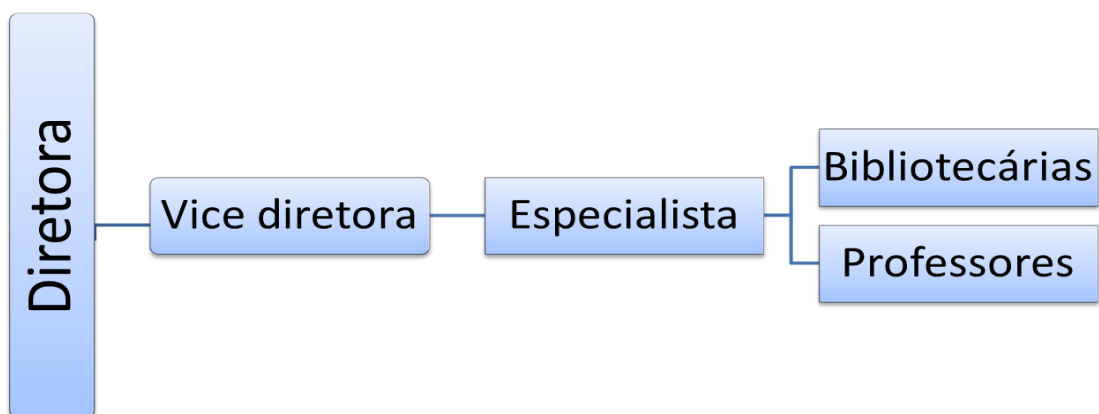 Diretora
Vice diretora
Especialista
Bibliotecárias
Professores